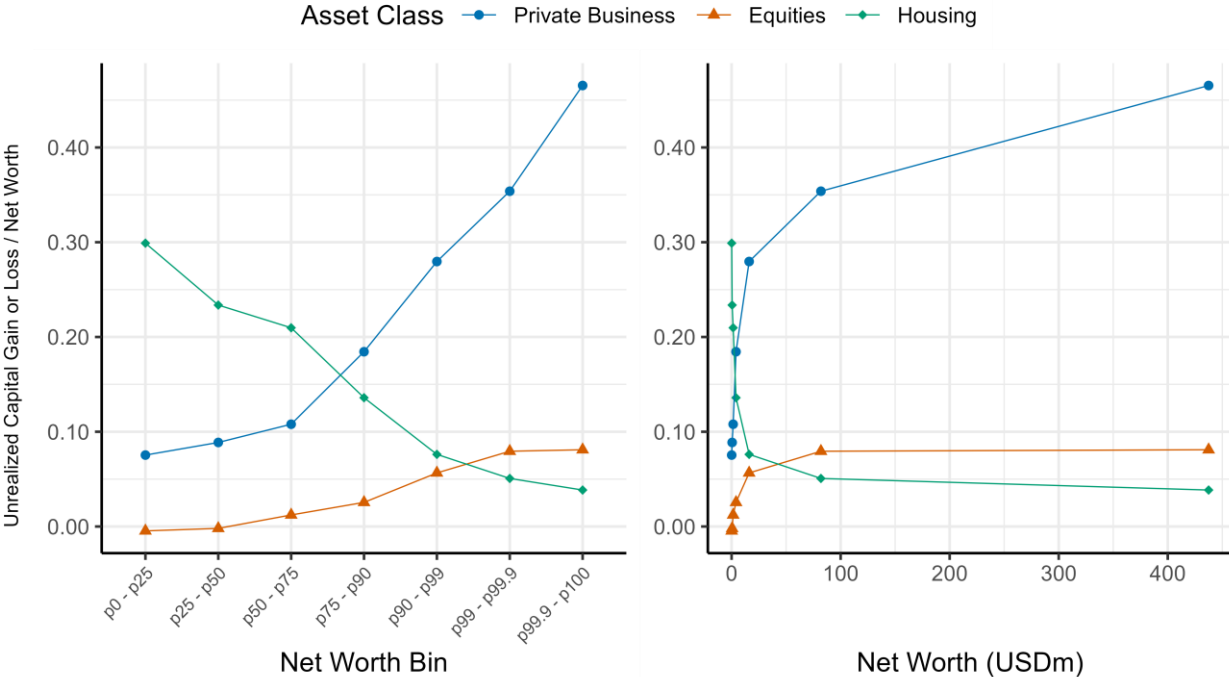 Asset Class Private Business Equities Housing
Unrealized Capital Gain or Loss / Net Worth
0.40
0.30
0.20
0.10
0.00
p0 - p25
p25 - p50
p50 - p75
p75 - p90
p90 - p99
p99 - p99.9
p99.9 - p100
Net Worth Bin
0.40
0.30
0.20
0.10
0.00
0 100 200 300 400
Net Worth (USDm)